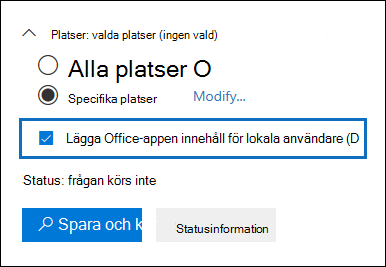 Platser: valda platser (ingen vald)
Alla platser O
Specifika platser Modify...
Lägga Office-appen innehåll för lokala användare (D
Status: frågan körs inte
Spara och k Statusinformation